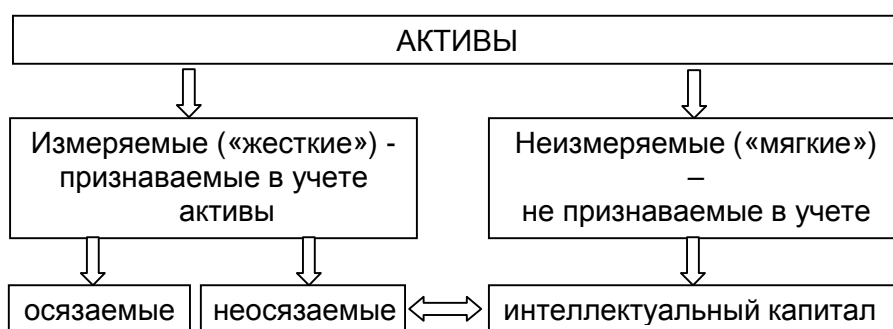 АКТИВЫ
Измеряемые («жесткие») -
признаваемые в учете
активы
Неизмеряемые («мягкие»)
–
не признаваемые в учете
осязаемые
неосязаемые
интеллектуальный капитал